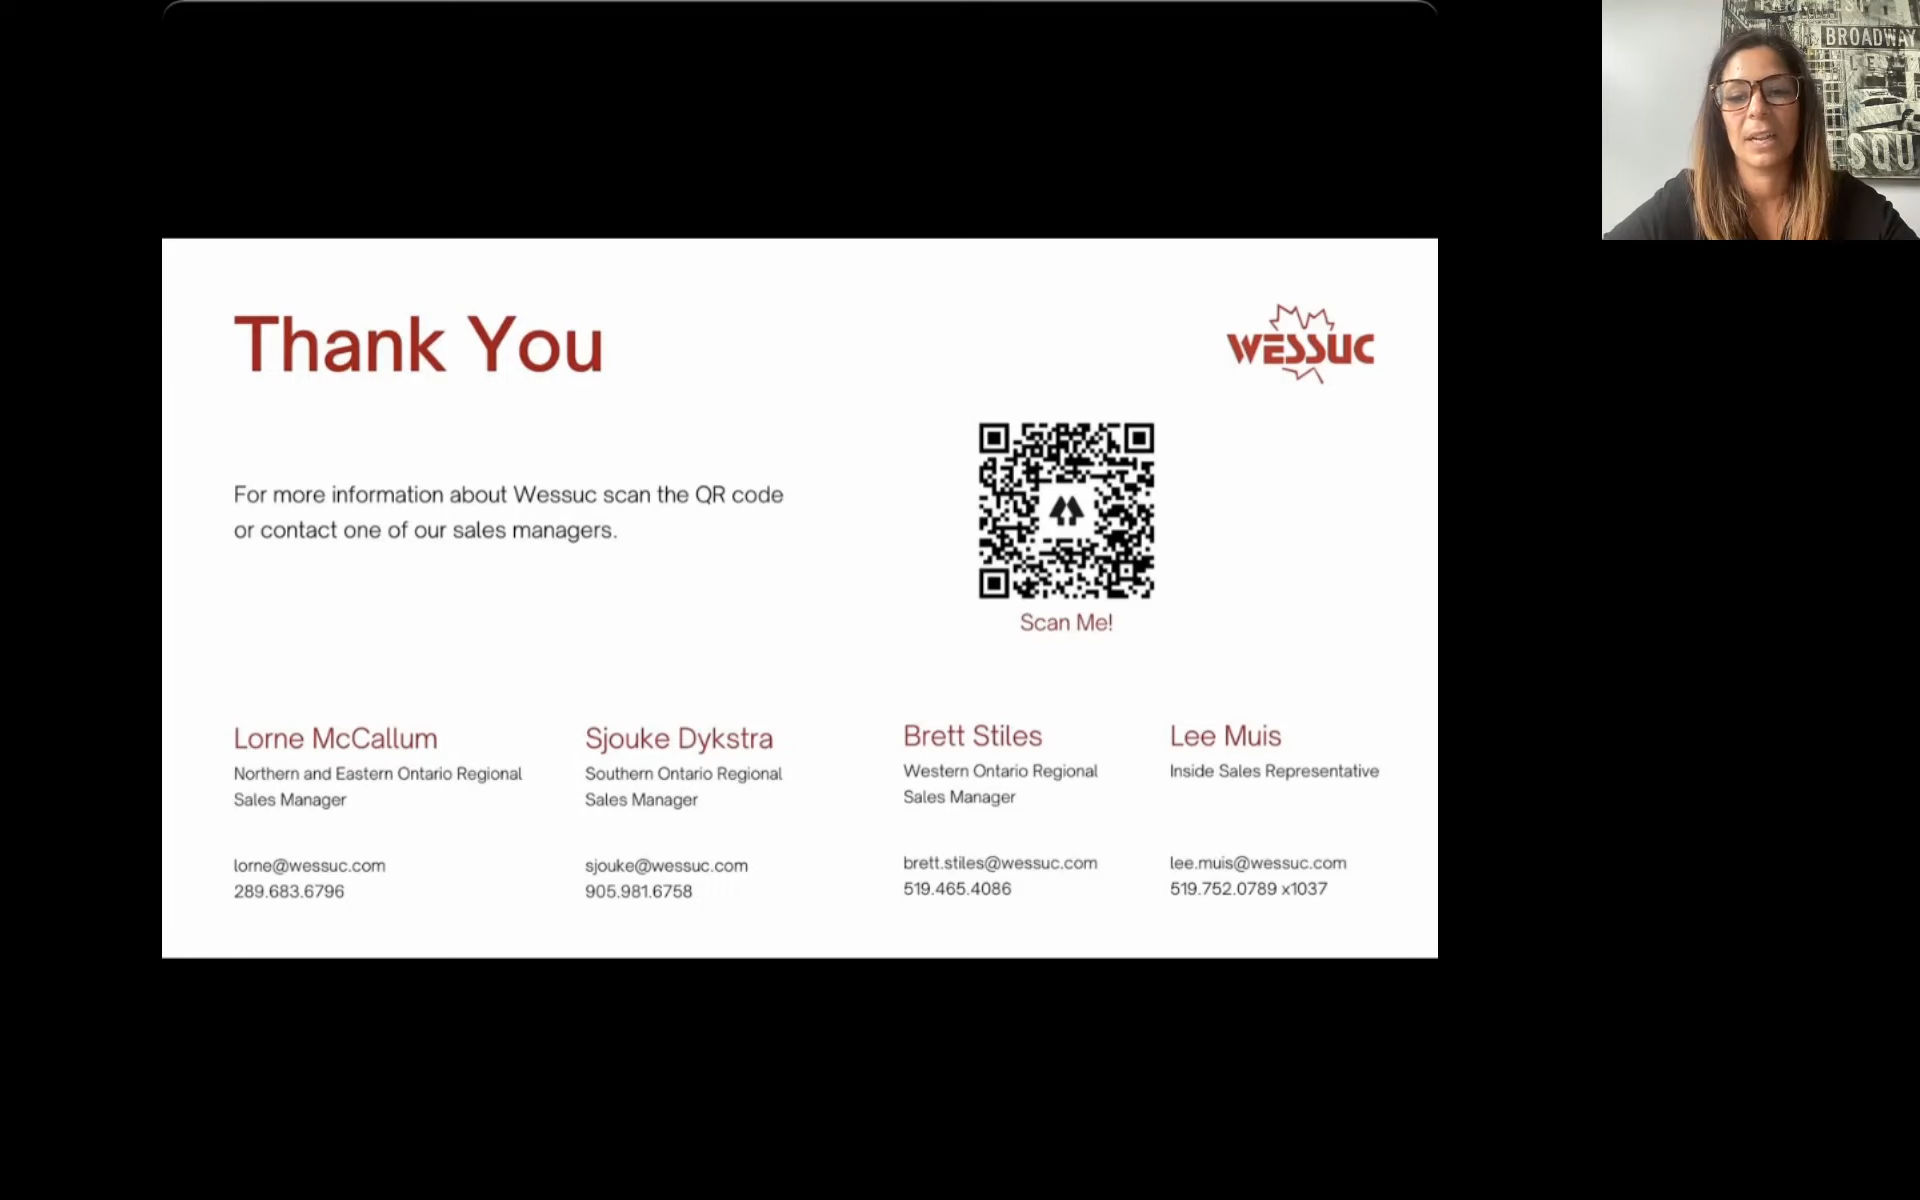 BROADWAY
SQU
Thank You
WESSUC
For more information about Wessuc scan the QR code
or contact one of our sales managers.
Scan Me!
Lorne McCallum
Northern and Eastern Ontario Regional
Sales Manager
lorne@wessuc.com
289.683.6796
Sjouke Dykstra
Southern Ontario Regional
Sales Manager
sjouke@wessuc.com
905.981.6758
Brett Stiles
Western Ontario Regional
Sales Manager
brett.stiles@wessuc.com
519.465.4086
Lee Muis
Inside Sales Representative
lee.muis@wessuc.com
519.752.0789 x1037